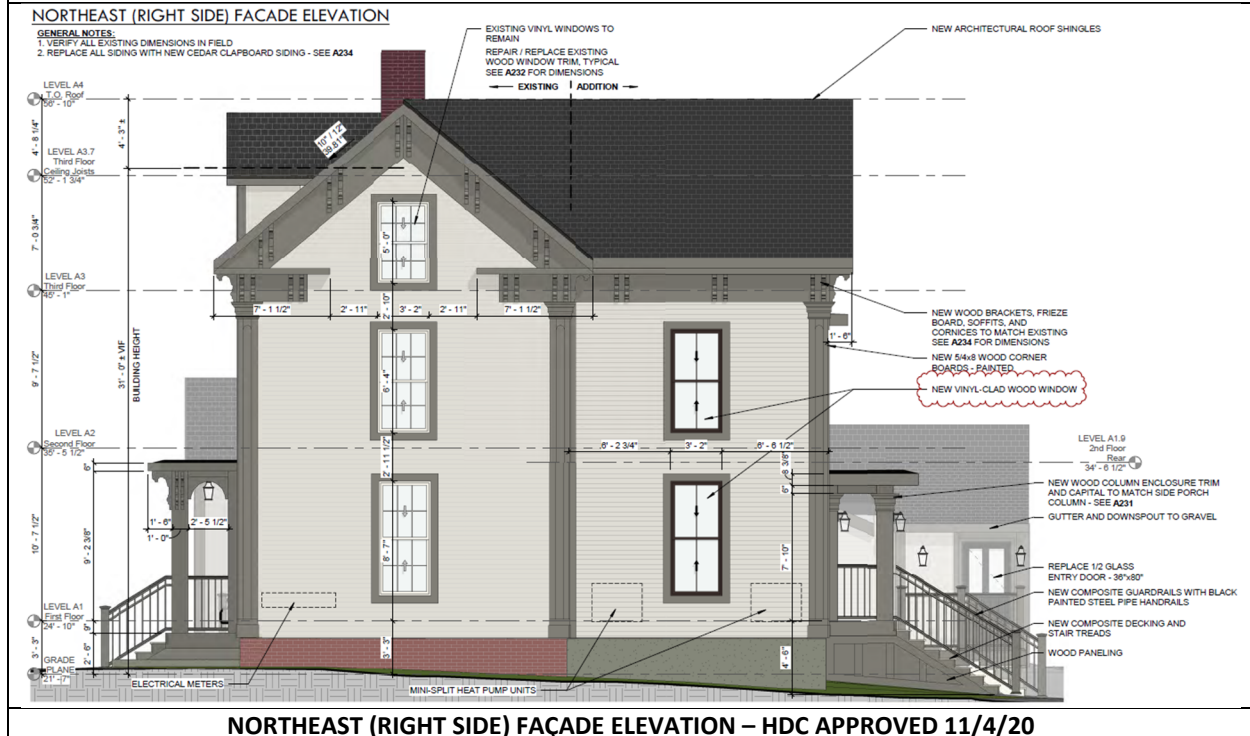 NORTHEAST (RIGHT SIDE) FACADE ELEVATION
GENERAL NOTES:
1. VERIFY ALL EXISTING DIMENSIONS IN FIELD
2. REPLACE ALL SIDING WITH NEW CEDAR CLAPBOARD SIDING - SEE A234
EXISTING VINYL WINDOWS TO
REMAIN
REPAIR / REPLACE EXISTING
WOOD WINDOW TRIM, TYPICAL
SEE A232 FOR DIMENSIONS
EXISTING
ADDITION
NEW ARCHITECTURAL ROOF SHINGLES
LEVEL A4
T.O. Roof
56' - 10"
4' - 8 1/4"
4' - 3" ±
10" / 12"
39.81°
LEVEL A3.7
Third Floor
Ceiling Joists
52' - 1 3/4"
7' - 0 3/4"
5' - 0"
LEVEL A3
Third Floor
45' - 1"
7' - 1 1/2"
2' - 11"
3' - 2"
2' - 11"
7' - 1 1/2"
2' - 10"
1' - 6"
NEW WOOD BRACKETS, FRIEZE
BOARD, SOFFITS, AND
CORNICES TO MATCH EXISTING
SEE A234 FOR DIMENSIONS
NEW 5/4x8 WOOD CORNER
BOARDS - PAINTED
NEW VINYL-CLAD WOOD WINDOW
9' - 7 1/2"
31' - 0" ± VIF
BUILDING HEIGHT
6' - 4"
LEVEL A2
Second Floor
35' - 5 1/2"
2' - 11 1/2"
6' - 2 3/4"
3' - 2"
6' - 6 1/2"
LEVEL A1.9
2nd Floor
Rear
34' - 6 1/2"
6"
8 3/8"
6"
NEW WOOD COLUMN ENCLOSURE TRIM
AND CAPITAL TO MATCH SIDE PORCH
COLUMN - SEE A231
GUTTER AND DOWNSPOUT TO GRAVEL
1' - 6"
2' - 5 1/2"
1' - 0"
10' - 7 1/2"
9' - 2 3/8"
8' - 7"
7' - 10"
REPLACE 1/2 GLASS
ENTRY DOOR - 36"x80"
NEW COMPOSITE GUARDRAILS WITH BLACK
PAINTED STEEL PIPE HANDRAILS
NEW COMPOSITE DECKING AND
STAIR TREADS
WOOD PANELING
LEVEL A1
First Floor
24' - 10"
9"
3' - 3"
2' - 6"
3' - 3"
4' - 6"
GRADE
PLANE
21' - 7"
ELECTRICAL METERS
MINI-SPLIT HEAT PUMP UNITS
NORTHEAST (RIGHT SIDE) FAÇADE ELEVATION – HDC APPROVED 11/4/20